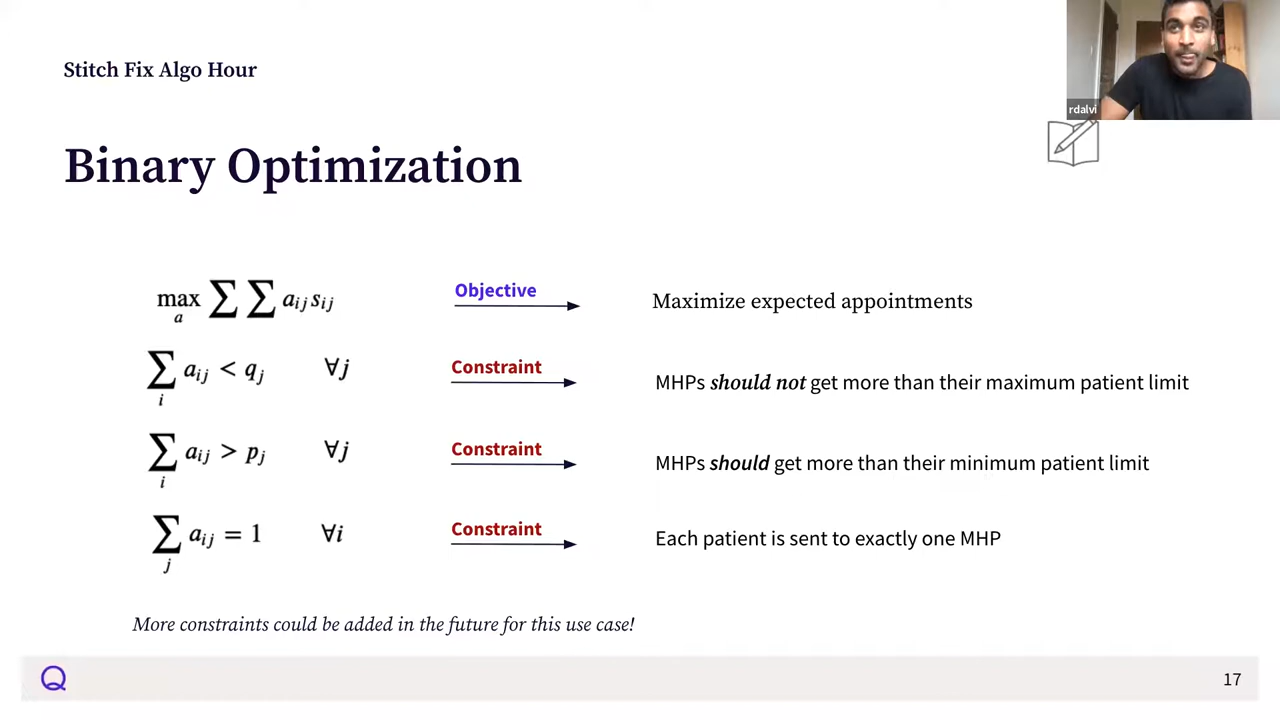 Stitch Fix Algo Hour
rdalvi
Binary Optimization
max a ∑ ∑ aij sij Objective Maximize expected appointments
∑ i aij < qj ∀j Constraint MHPs should not get more than their maximum patient limit
∑ i aij > pj ∀j Constraint MHPs should get more than their minimum patient limit
∑ j aij = 1 ∀i Constraint Each patient is sent to exactly one MHP
More constraints could be added in the future for this use case!
17